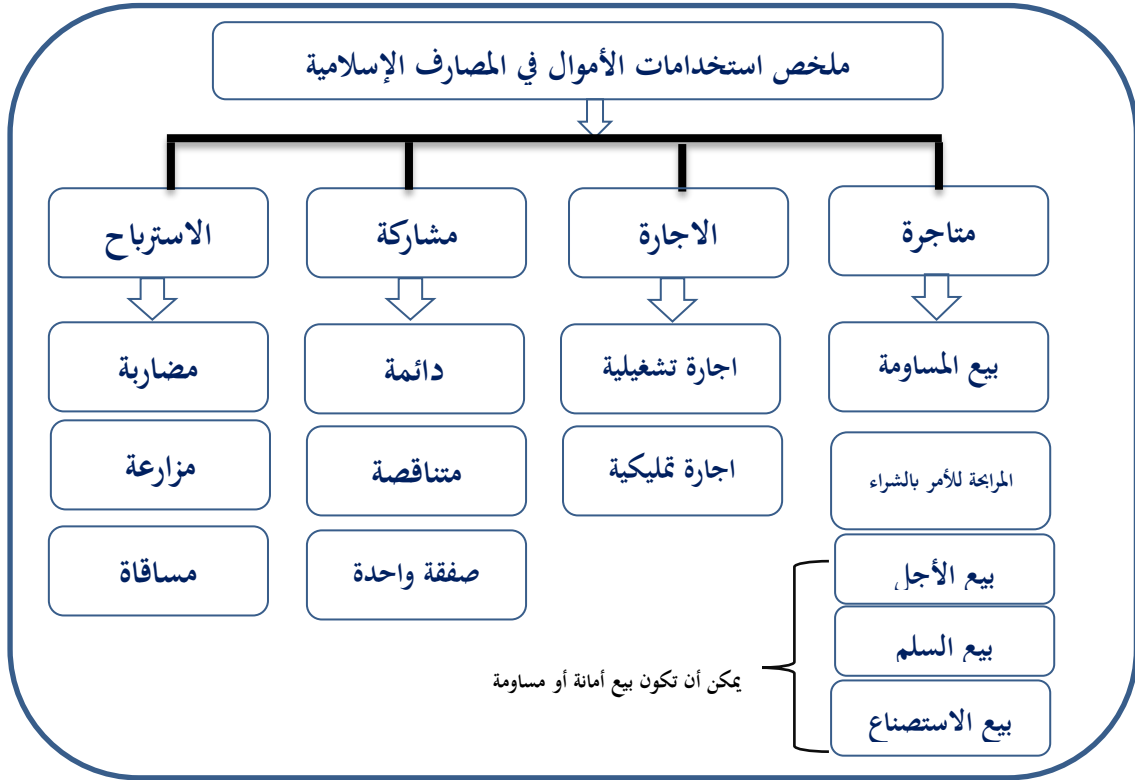 ملخص استخدامات الأموال في المصارف الإسلامية
متاجرة
الاجارة
مشاركة
الاسترباح
بيع المساومة
المرابحة للأمر بالشراء
بيع الأجل
بيع السلم
بيع الاستصناع
يمكن أن تكون بيع أمانة أو مساومة
اجارة تشغيلية
اجارة تمليكية
دائمة
متناقصة
صفقة واحدة
مضاربة
مزارعة
مساقاة